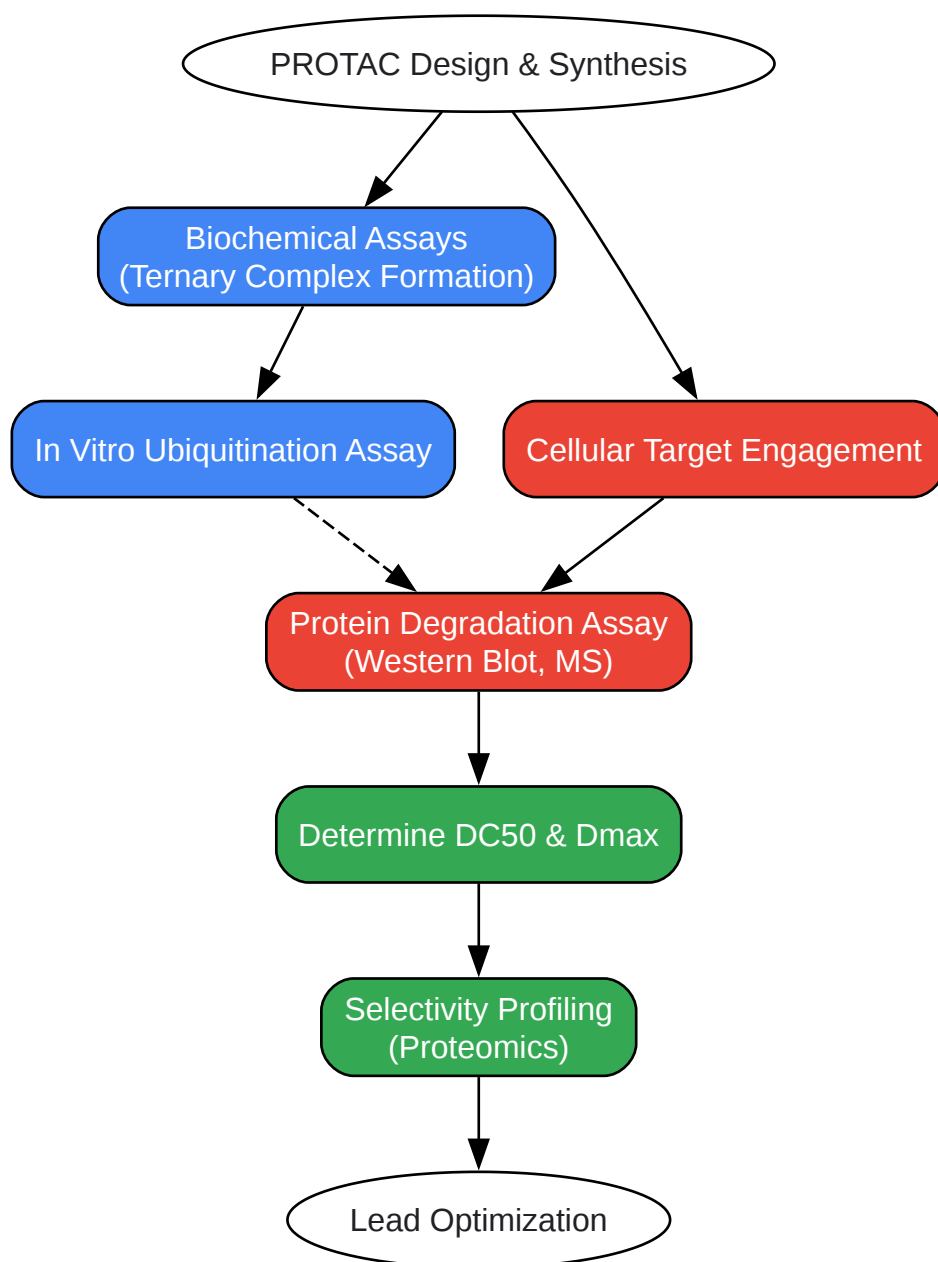 PROTAC Design & Synthesis
Biochemical Assays
(Ternary Complex Formation)
In Vitro Ubiquitination Assay
Cellular Target Engagement
Protein Degradation Assay
(Western Blot, MS)
Determine DC50 & Dmax
Selectivity Profiling
(Proteomics)
Lead Optimization